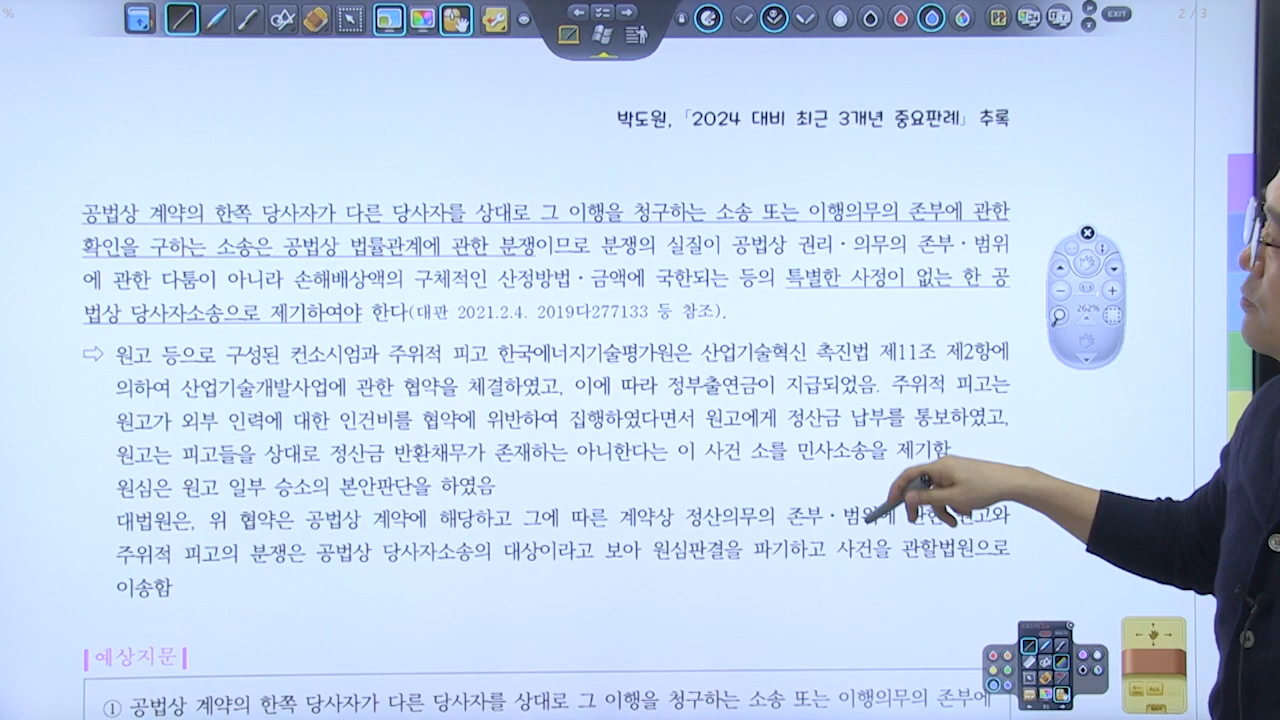 %
EXIT
2 / 3
박도원, 「2024 대비 최근 3개년 중요판례」 추록
공법상 계약의 한쪽 당사자가 다른 당사자를 상대로 그 이행을 청구하는 소송 또는 이행의무의 존부에 관한
확인을 구하는 소송은 공법상 법률관계에 관한 분쟁이므로 분쟁의 실질이 공법상 권리·의무의 존부·범위
에 관한 다툼이 아니라 손해배상액의 구체적인 산정방법·금액에 국한되는 등의 특별한 사정이 없는 한 공
법상 당사자소송으로 제기하여야 한다(대판 2021.2.4. 2019다277133 등 참조).
262%
⇨ 원고 등으로 구성된 컨소시엄과 주위적 피고 한국에너지기술평가원은 산업기술혁신 촉진법 제11조 제2항에
의하여 산업기술개발사업에 관한 협약을 체결하였고, 이에 따라 정부출연금이 지급되었음. 주위적 피고는
원고가 외부 인력에 대한 인건비를 협약에 위반하여 집행하였다면서 원고에게 정산금 납부를 통보하였고,
원고는 피고들을 상대로 정산금 반환채무가 존재하는 아니한다는 이 사건 소를 민사소송을 제기함
원심은 원고 일부 승소의 본안판단을 하였음
대법원은, 위 협약은 공법상 계약에 해당하고 그에 따른 계약상 정산의무의 존부·범위에 관한 원고와
주위적 피고의 분쟁은 공법상 당사자소송의 대상이라고 보아 원심판결을 파기하고 사건을 관할법원으로
이송함
예상지문
① 공법상 계약의 한쪽 당사자가 다른 당사자를 상대로 그 이행을 청구하는 소송 또는 이행의무의 존부에